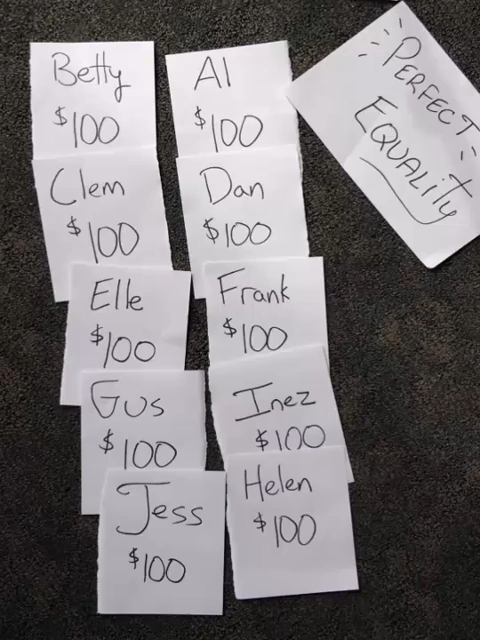 Betty
$100
Al
$100
PERFECT
EQUALITY
Clem
$100
Dan
$100
Elle
$100
Frank
$100
Gus
$100
Inez
$100
Jess
$100
Helen
$100